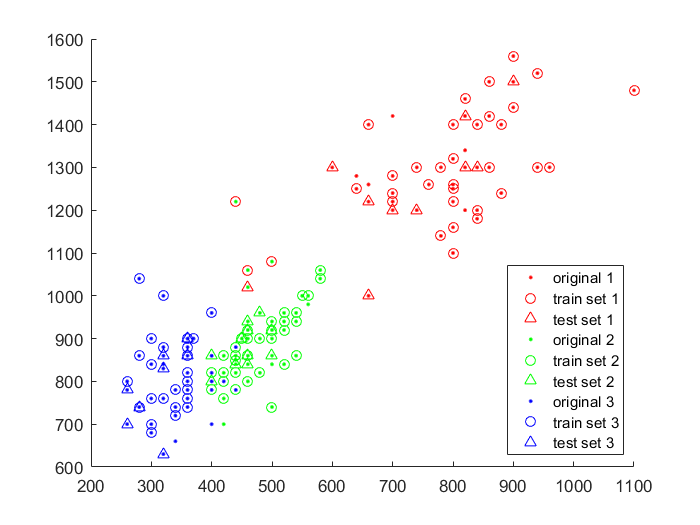 1600
1500
1400
1300
1200
1100
1000
900
800
700
600
200 300 400 500 600 700 800 900 1000 1100
original 1
train set 1
test set 1
original 2
train set 2
test set 2
original 3
train set 3
test set 3